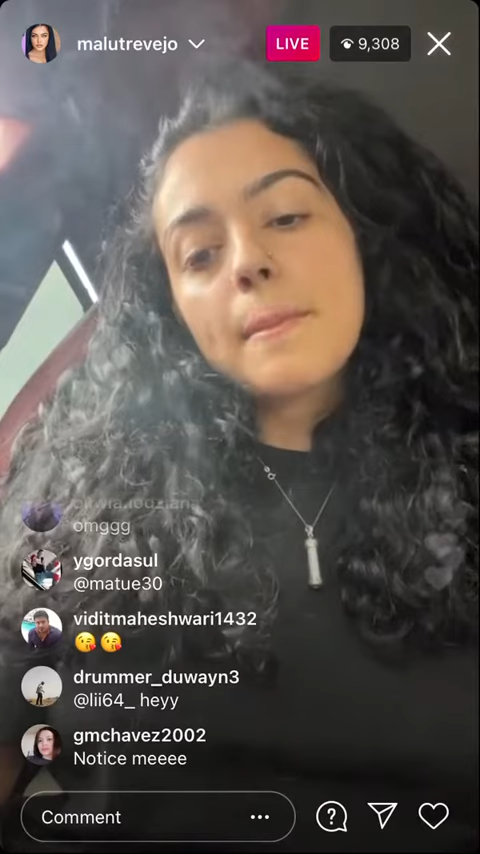 malutrevejo
LIVE 9,308
omggg
ygordasul
@matue30
viditmaheshwari1432
drummer_duwayn3
@lii64_ heyy
gmchavez2002
Notice meeee
Comment